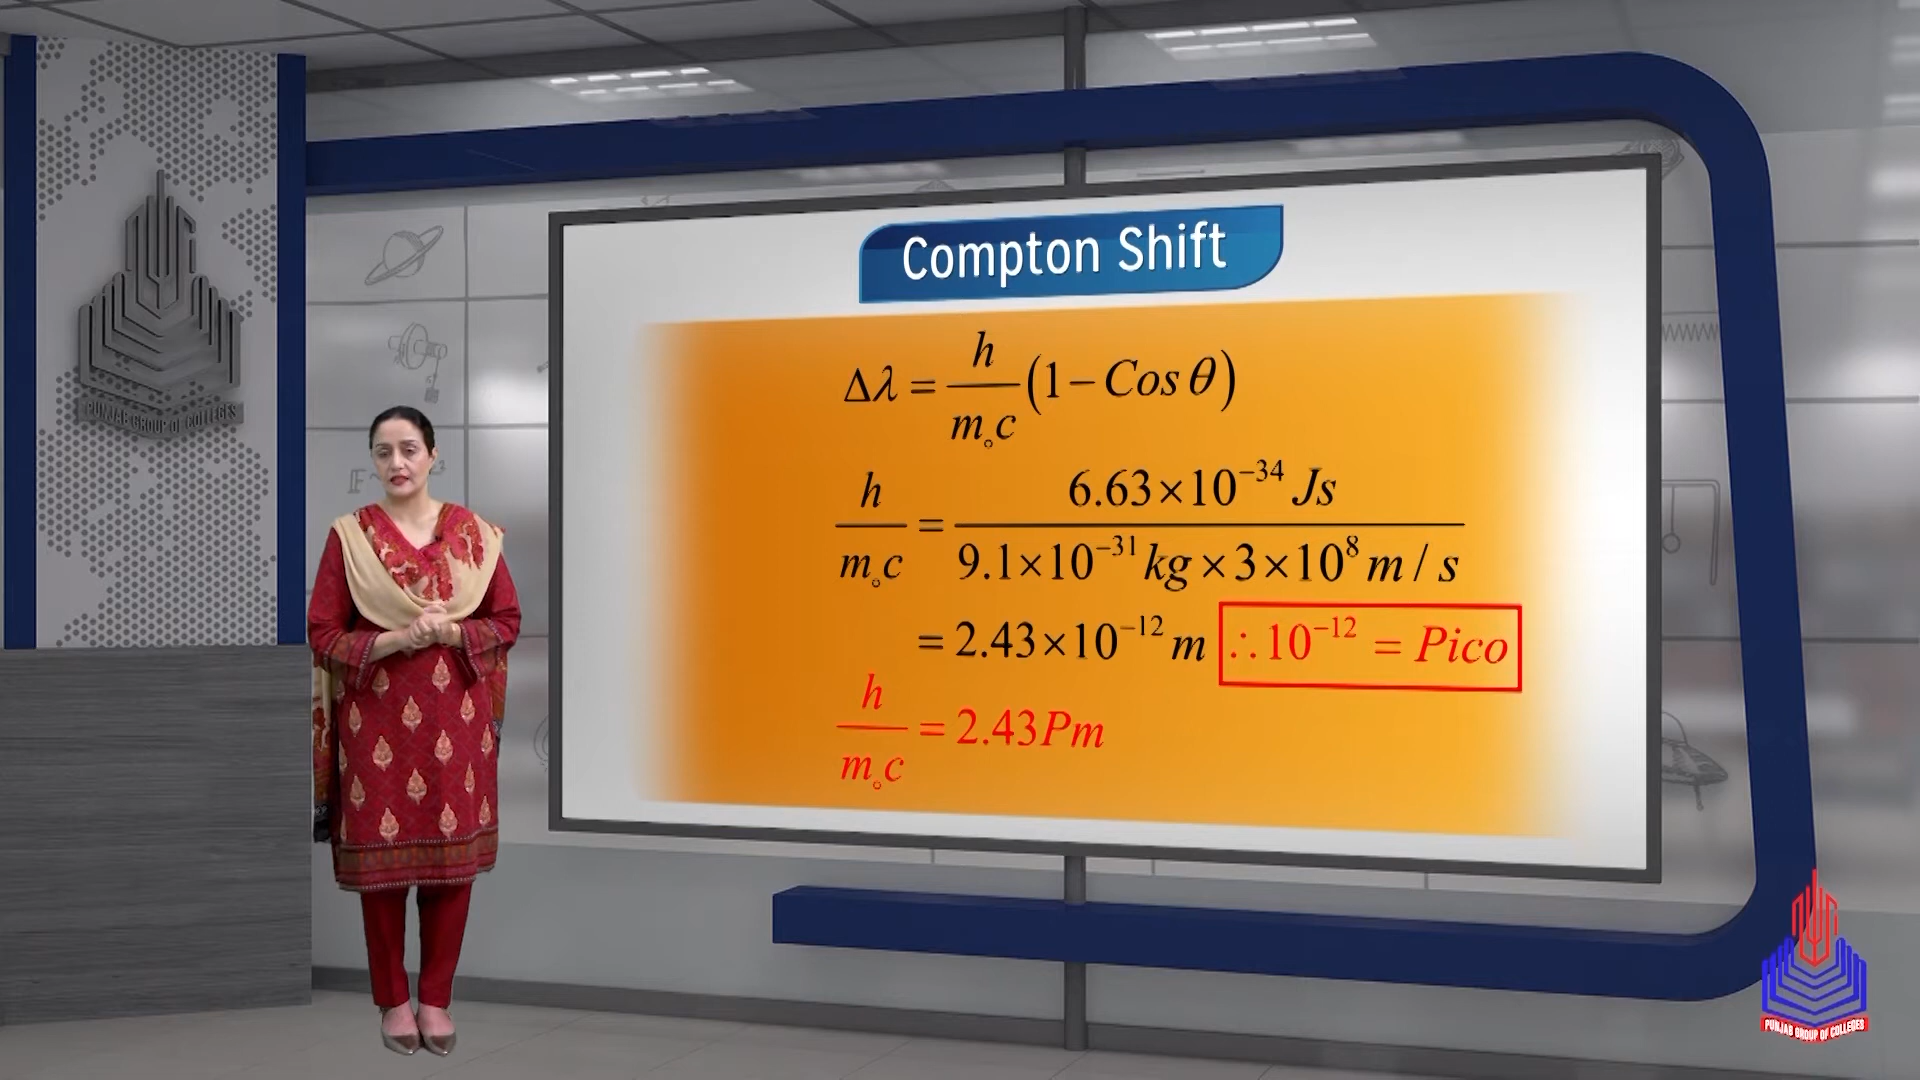 PUNJAB GROUP OF COLLEGES
Compton Shift
Δλ = h / m₀c (1 − Cos θ)
h / m₀c = 6.63×10⁻³⁴ Js / 9.1×10⁻³¹ kg × 3×10⁸ m / s
= 2.43×10⁻¹² m ∴10⁻¹² = Pico
h / m₀c = 2.43Pm
PUNJAB GROUP OF COLLEGES